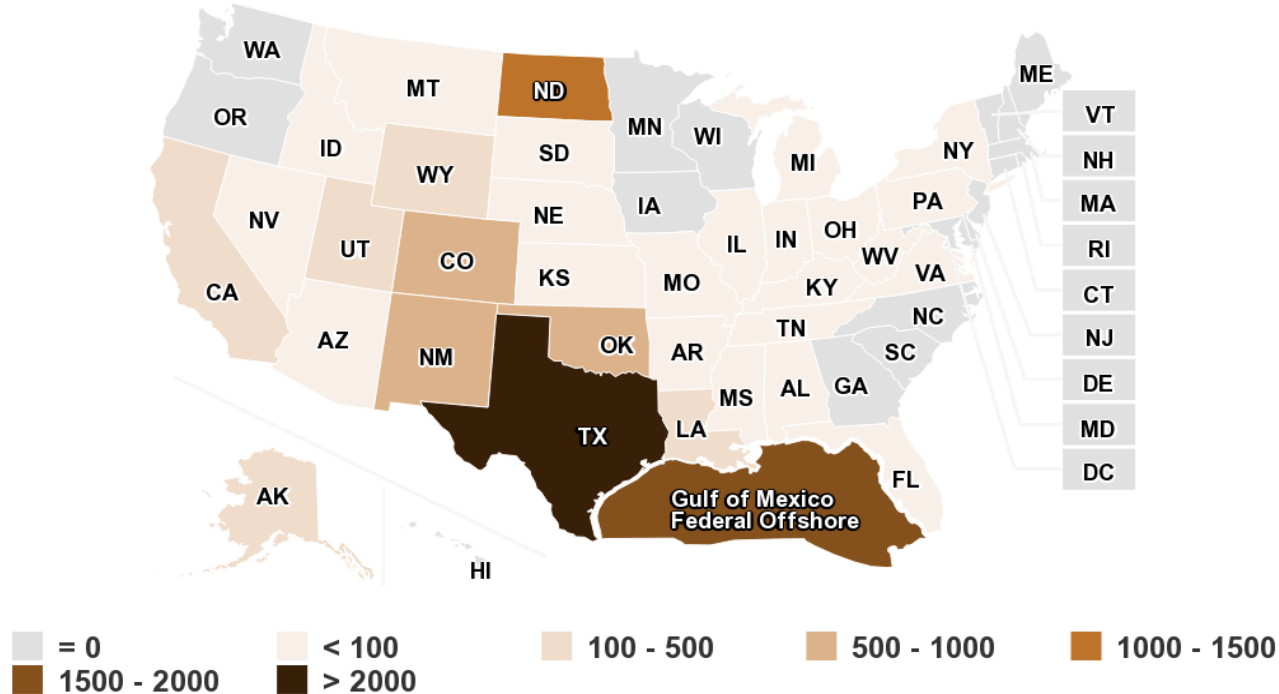 WA
OR
CA
NV
ID
MT
WY
UT
AZ
CO
NM
ND
SD
NE
KS
OK
TX
MN
IA
MO
AR
LA
WI
IL
IN
MI
OH
KY
TN
MS
AL
GA
FL
SC
NC
VA
WV
PA
NY
ME
VT
NH
MA
RI
CT
NJ
DE
MD
DC
AK
HI
Gulf of Mexico
Federal Offshore
= 0
< 100
100 - 500
500 - 1000
1000 - 1500
1500 - 2000
> 2000